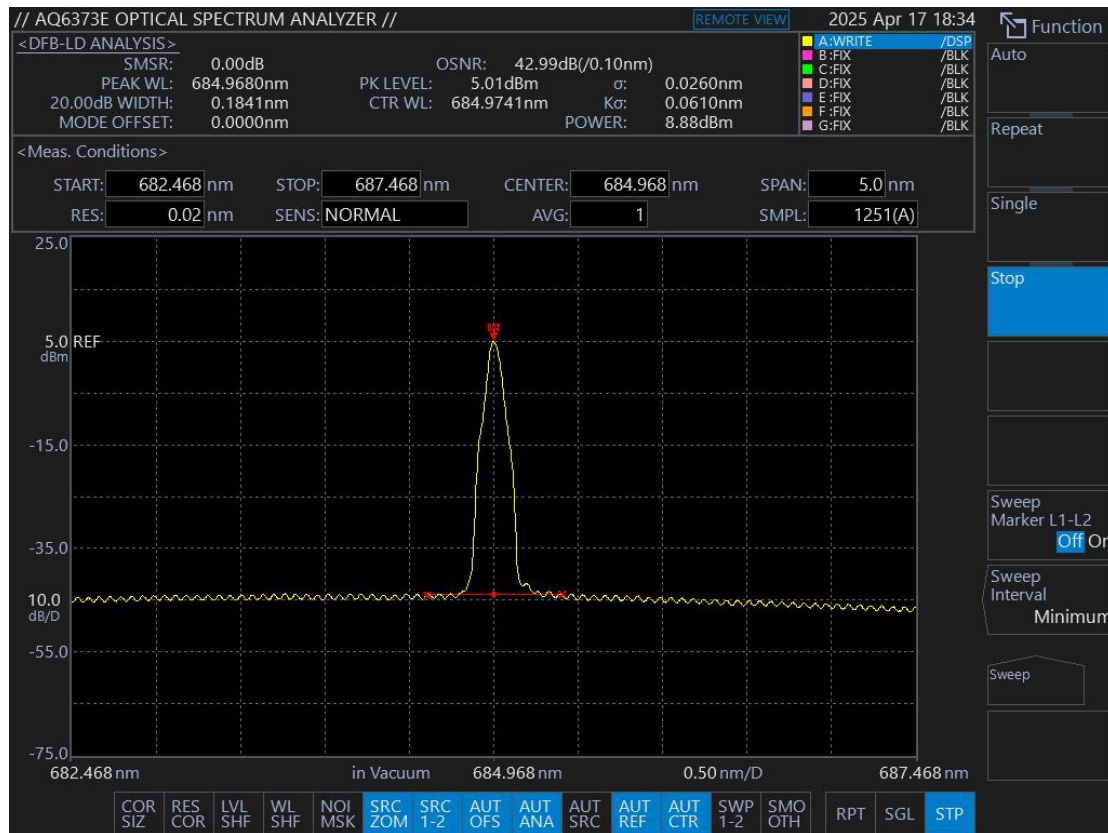 // AQ6373E OPTICAL SPECTRUM ANALYZER // REMOTE VIEW 2025 Apr 17 18:34
<DFB-LD ANALYSIS>
SMSR: 0.00dB OSNR: 42.99dB(/0.10nm)
PEAK WL: 684.9680nm PK LEVEL: 5.01dBm σ: 0.0260nm
20.00dB WIDTH: 0.1841nm CTR WL: 684.9741nm Kσ: 0.0610nm
MODE OFFSET: 0.0000nm POWER: 8.88dBm
A:WRITE /DSP
B:FIX /BLK
C:FIX /BLK
D:FIX /BLK
E:FIX /BLK
F:FIX /BLK
G:FIX /BLK
<Meas. Conditions>
START: 682.468 nm STOP: 687.468 nm CENTER: 684.968 nm SPAN: 5.0 nm
RES: 0.02 nm SENS: NORMAL AVG: 1 SMPL: 1251(A)
25.0
5.0 REF
dBm
-15.0
-35.0
10.0
dB/D
-55.0
-75.0
682.468 nm in Vacuum 684.968 nm 0.50 nm/D 687.468 nm
COR SIZ
RES COR
LVL SHF
WL SHF
NOI MSK
SRC ZOM
SRC 1-2
AUT OFS
AUT ANA
AUT SRC
AUT REF
AUT CTR
SWP 1-2
SMO OTH
RPT
SGL
STP
Function
Auto
Repeat
Single
Stop
Sweep
Marker L1-L2
Off
Sweep
Interval
Minimum
Sweep